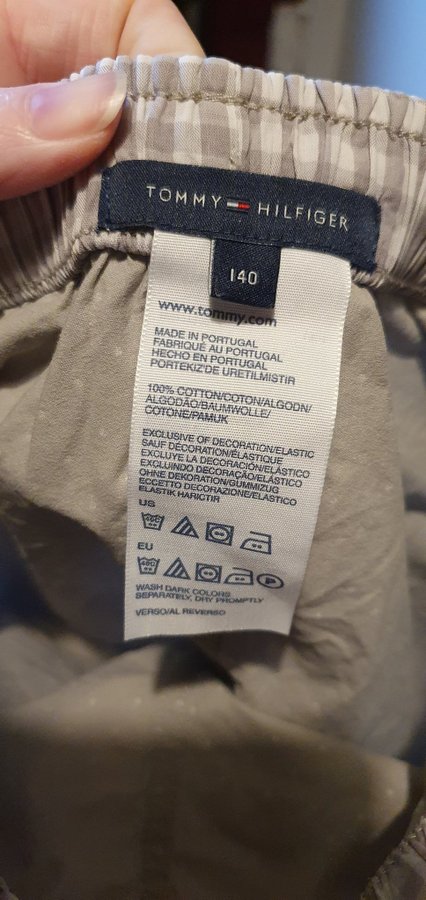 TOMMY HILFIGER
140
www.tommy.com
MADE IN PORTUGAL
FABRIQUÉ AU PORTUGAL
HECHO EN PORTUGAL
PORTEKIZ'DE URETILMISTIR
100% COTTON/COTON/ALGODN/
ALGODÃO/BAUMWOLLE/
COTONE/PAMUK
EXCLUSIVE OF DECORATION/ELASTIC
SAUF DÉCORATION/ÉLASTIQUE
EXCLUYE LA DECORACIÓN/ELÁSTICO
EXCLUINDO DECORAÇÃO/ELÁSTICO
OHNE DEKORATION/GUMMIZUG
ECCETTO DECORAZIONE/ELASTICO
ELASTIK HARICTIR
US
EU
P
WASH DARK COLORS
SEPARATELY, DRY PROMPTLY
VERSO/AL REVERSO